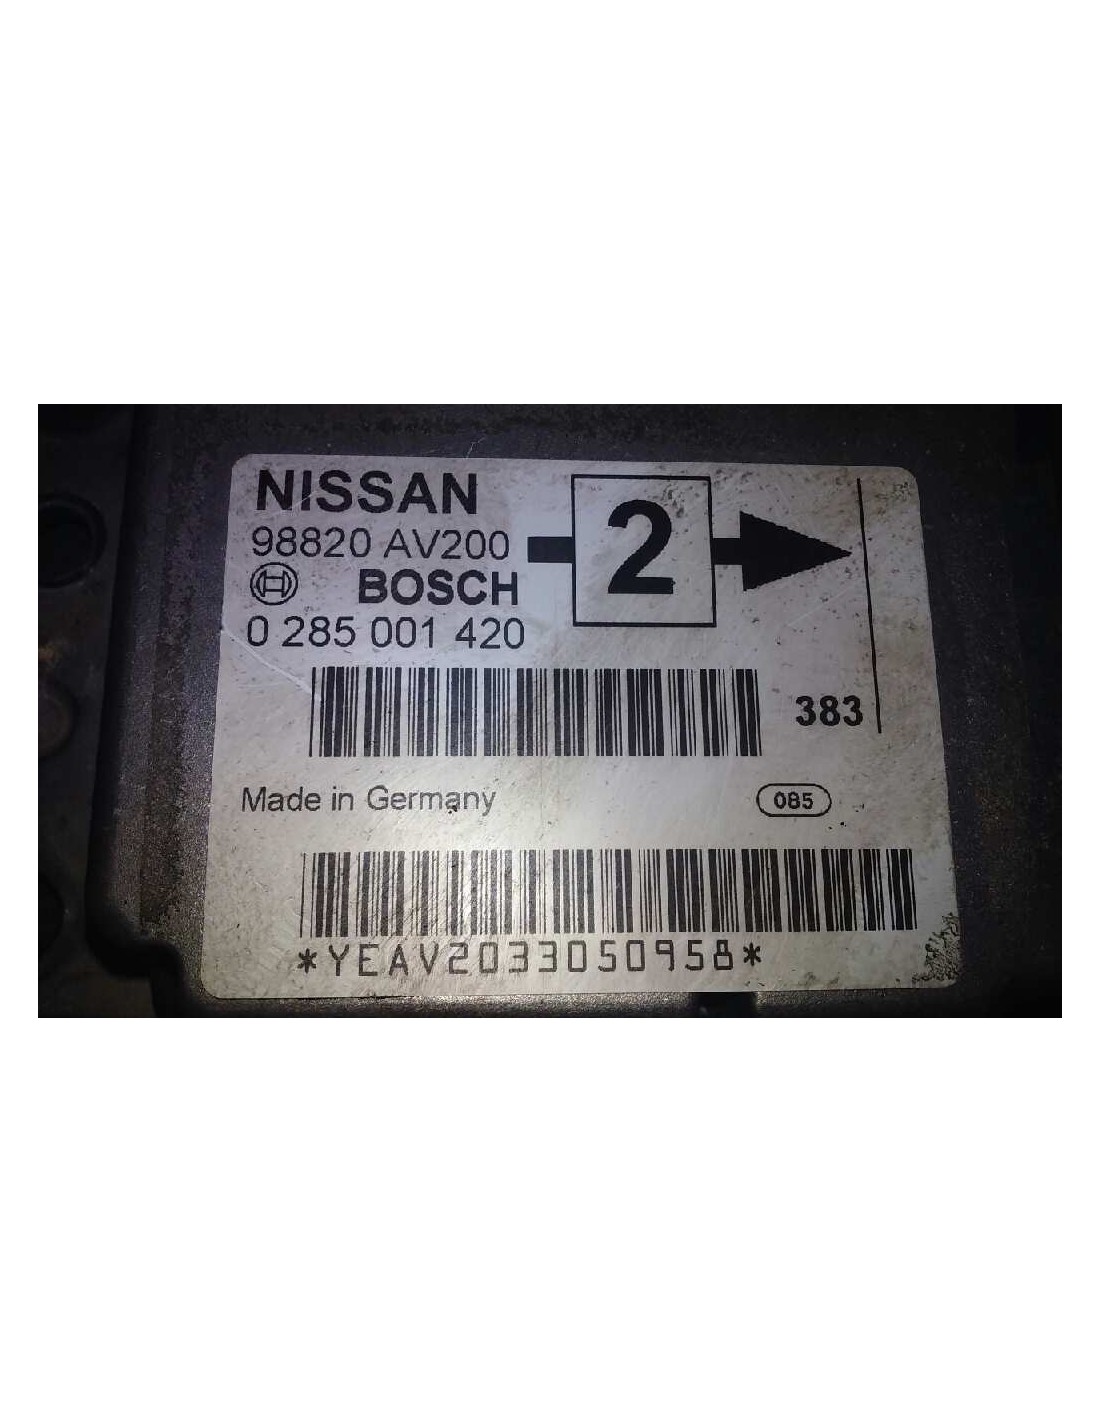 NISSAN
98820 AV200
BOSCH
0 285 001 420
2
383
Made in Germany
085
*YEAV2033050958*